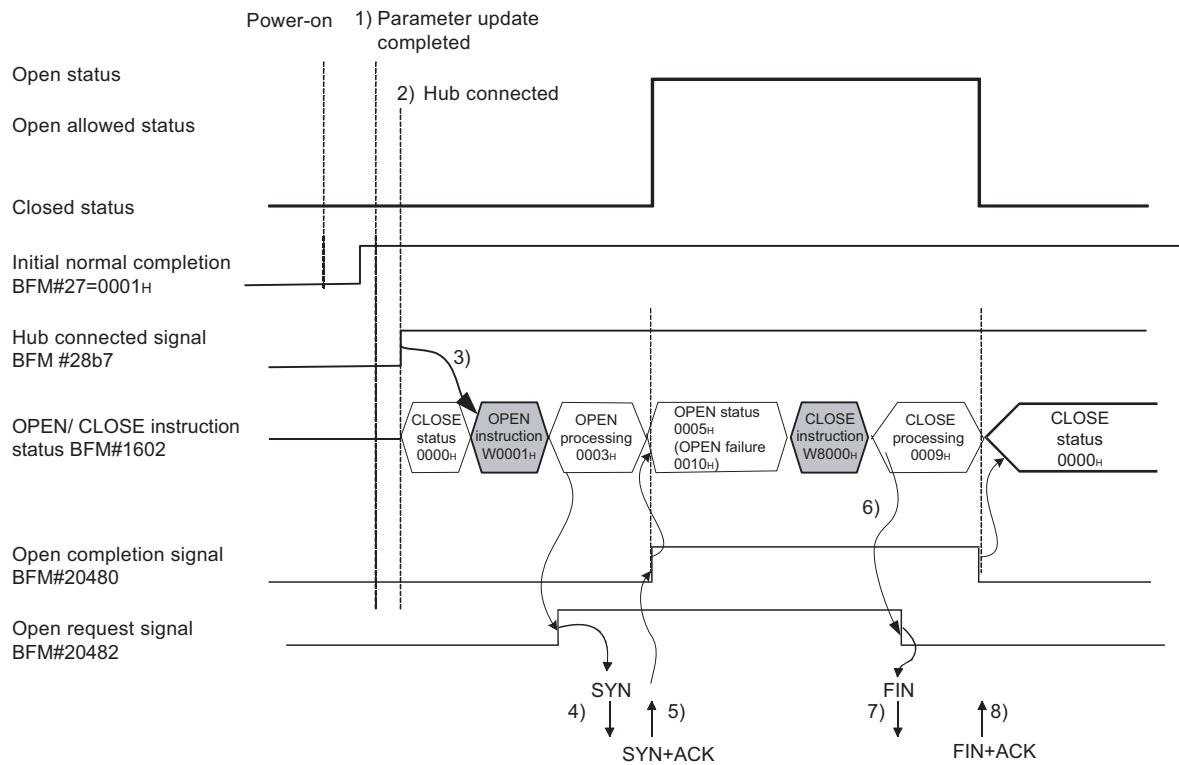 Power-on
1) Parameter update
completed
Open status
2) Hub connected
Open allowed status
Closed status
Initial normal completion
BFM#27=0001H
Hub connected signal
BFM #28b7
3)
OPEN/ CLOSE instruction
status BFM#1602
CLOSE
status
0000H
OPEN
instruction
W0001H
OPEN
processing
0003H
OPEN status
0005H
(OPEN failure
0010H)
CLOSE
instruction
W8000H
CLOSE
processing
0009H
CLOSE
status
0000H
6)
Open completion signal
BFM#20480
Open request signal
BFM#20482
SYN
FIN
4)
5)
7)
8)
SYN+ACK
FIN+ACK